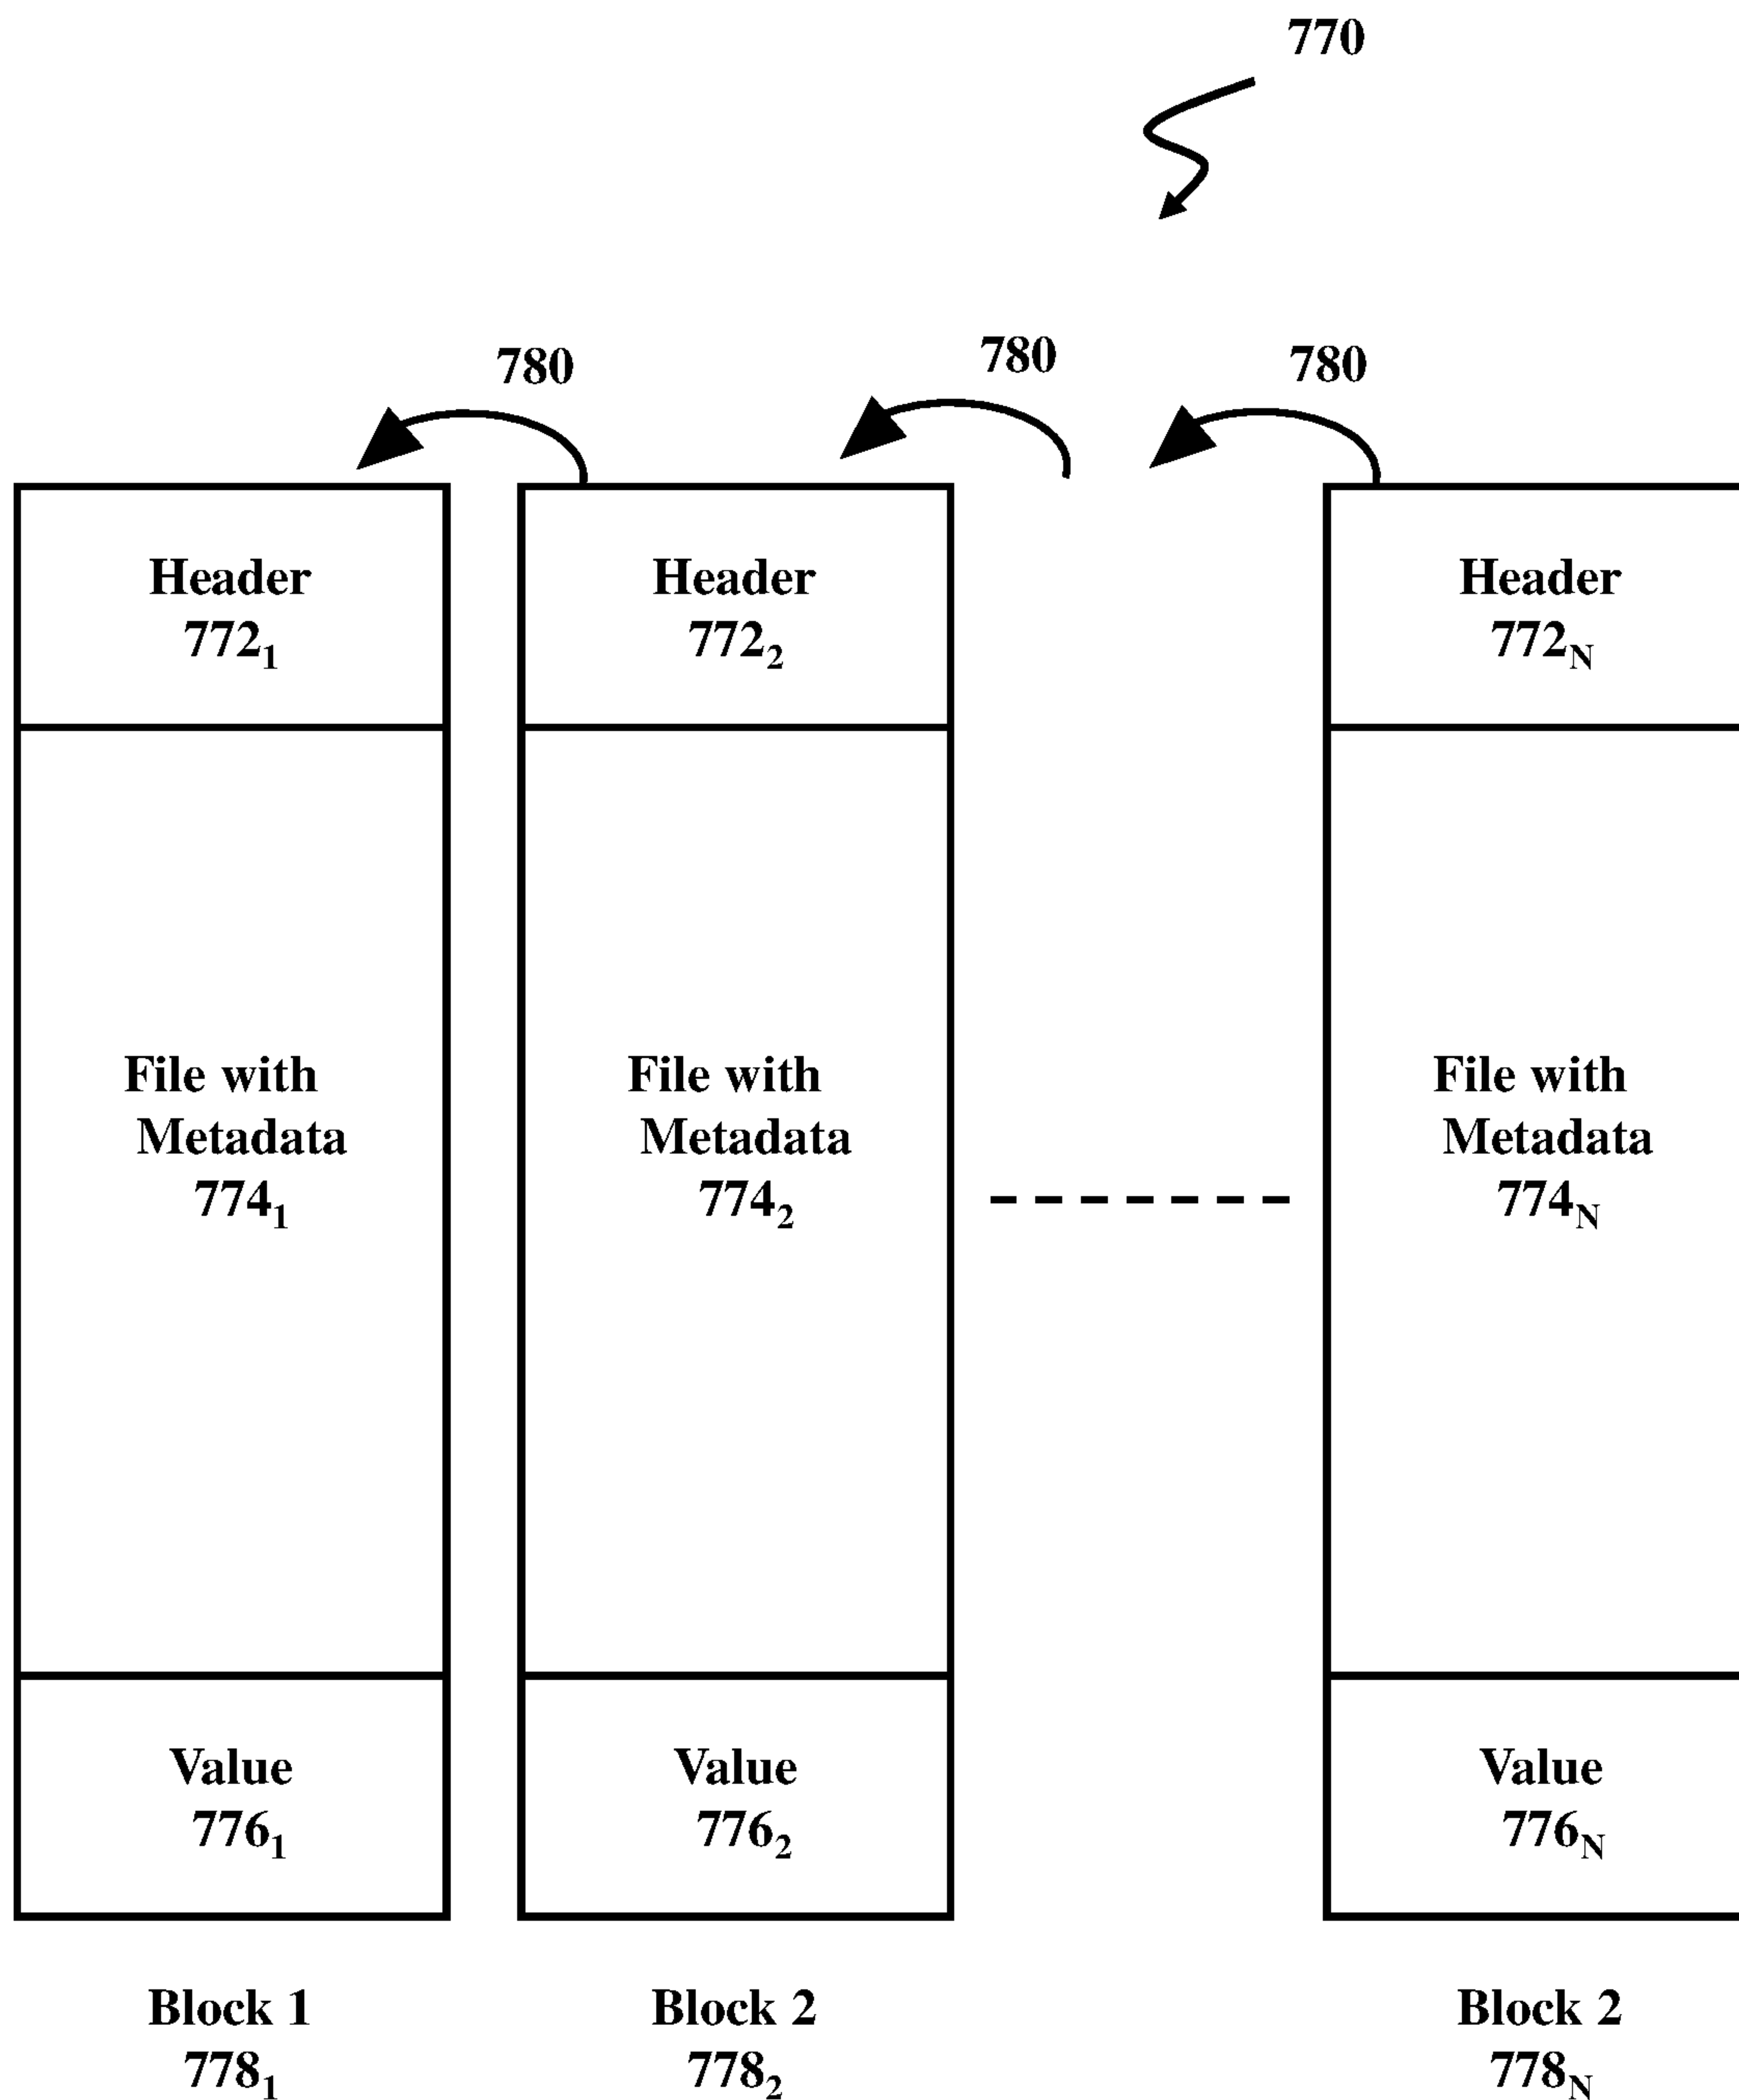 770
780
780
780
Header
772₁
Header
772₂
Header
772N
File with
Metadata
774₁
File with
Metadata
774₂
File with
Metadata
774N
Value
776₁
Value
776₂
Value
776N
Block 1
778₁
Block 2
778₂
Block 2
778N